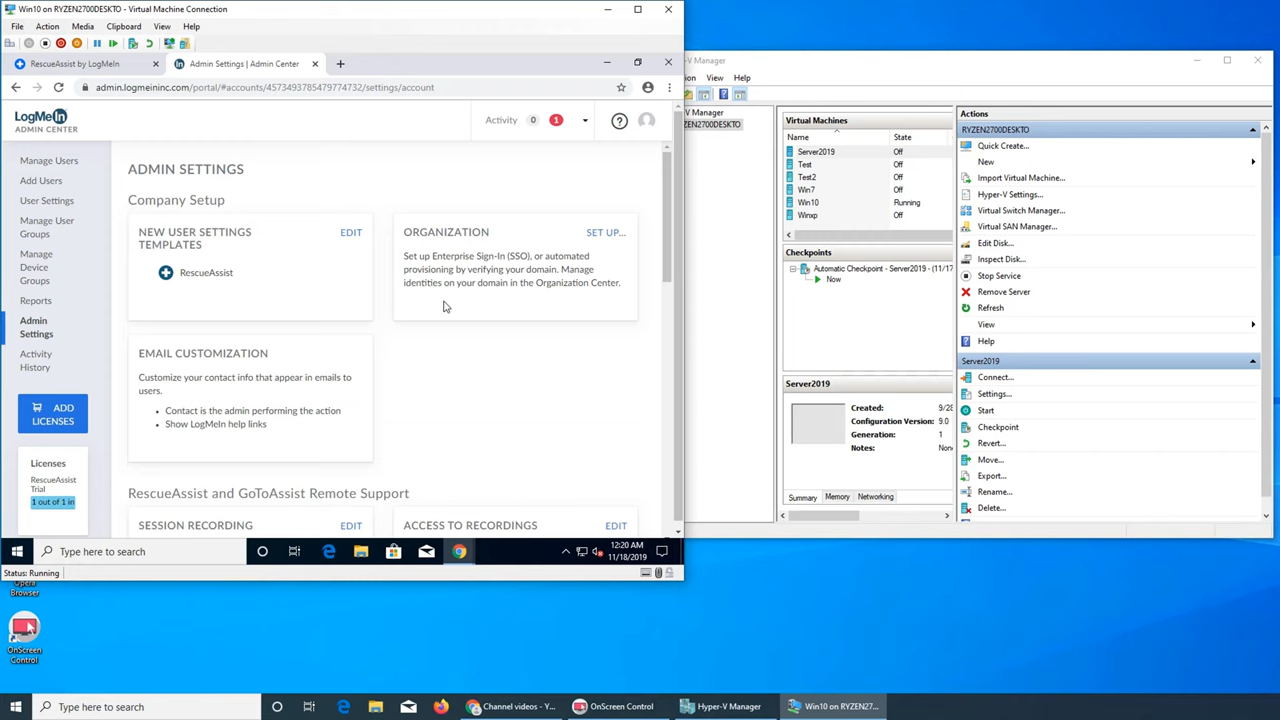 Win10 on RYZEN2700DESKTO - Virtual Machine Connection
File Action Media Clipboard View Help
RescueAssist by LogMeIn
Admin Settings | Admin Center
admin.logmeininc.com/portal/#accounts/4573493785479774732/settings/account
LogMeIn
ADMIN CENTER
Activity 0 1
Manage Users
Add Users
User Settings
Manage User
Groups
Manage
Device
Groups
Reports
Admin
Settings
Activity
History
ADD
LICENSES
Licenses
RescueAssist
Trial
1 out of 1 in
ADMIN SETTINGS
Company Setup
NEW USER SETTINGS
TEMPLATES
EDIT
RescueAssist
ORGANIZATION
SET UP...
Set up Enterprise Sign-In (SSO), or automated
provisioning by verifying your domain. Manage
identities on your domain in the Organization Center.
EMAIL CUSTOMIZATION
Customize your contact info that appear in emails to
users.
• Contact is the admin performing the action
• Show LogMeIn help links
RescueAssist and GoToAssist Remote Support
SESSION RECORDING EDIT
ACCESS TO RECORDINGS EDIT
Type here to search
12:20 AM
11/18/2019
Status: Running
-V Manager
ion View Help
-V Manager
ZEN2700DESKTO
Virtual Machines
Name State
Server2019 Off
Test Off
Test2 Off
Win7 Off
Win10 Running
Winxp Off
Checkpoints
Automatic Checkpoint - Server2019 - (11/17
Now
Server2019
Created: 9/28
Configuration Version: 9.0
Generation: 1
Notes: Non
Summary Memory Networking
Actions
RYZEN2700DESKTO
Quick Create...
New
Import Virtual Machine...
Hyper-V Settings...
Virtual Switch Manager...
Virtual SAN Manager...
Edit Disk...
Inspect Disk...
Stop Service
Remove Server
Refresh
View
Help
Server2019
Connect...
Settings...
Start
Checkpoint
Revert...
Move...
Export...
Rename...
Delete...
Opera
Browser
OnScreen
Control
Type here to search
Channel videos - Y...
OnScreen Control
Hyper-V Manager
Win10 on RYZEN27...